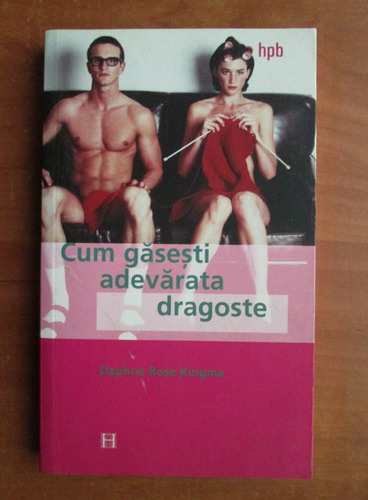 hpb
Cum găsești
adevărata
dragoste
Daphne Rose Kingma
H